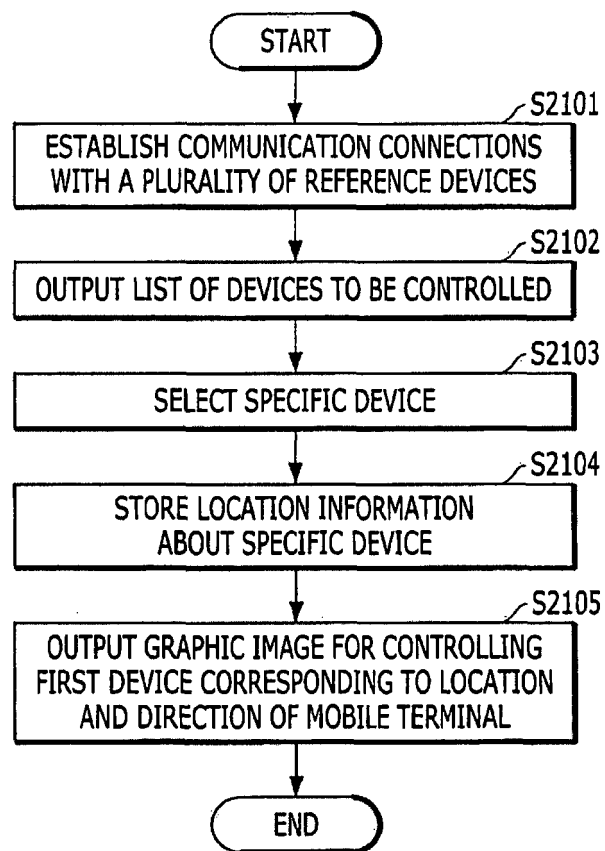 START
S2101
ESTABLISH COMMUNICATION CONNECTIONS
WITH A PLURALITY OF REFERENCE DEVICES
S2102
OUTPUT LIST OF DEVICES TO BE CONTROLLED
S2103
SELECT SPECIFIC DEVICE
S2104
STORE LOCATION INFORMATION
ABOUT SPECIFIC DEVICE
S2105
OUTPUT GRAPHIC IMAGE FOR CONTROLLING
FIRST DEVICE CORRESPONDING TO LOCATION
AND DIRECTION OF MOBILE TERMINAL
END